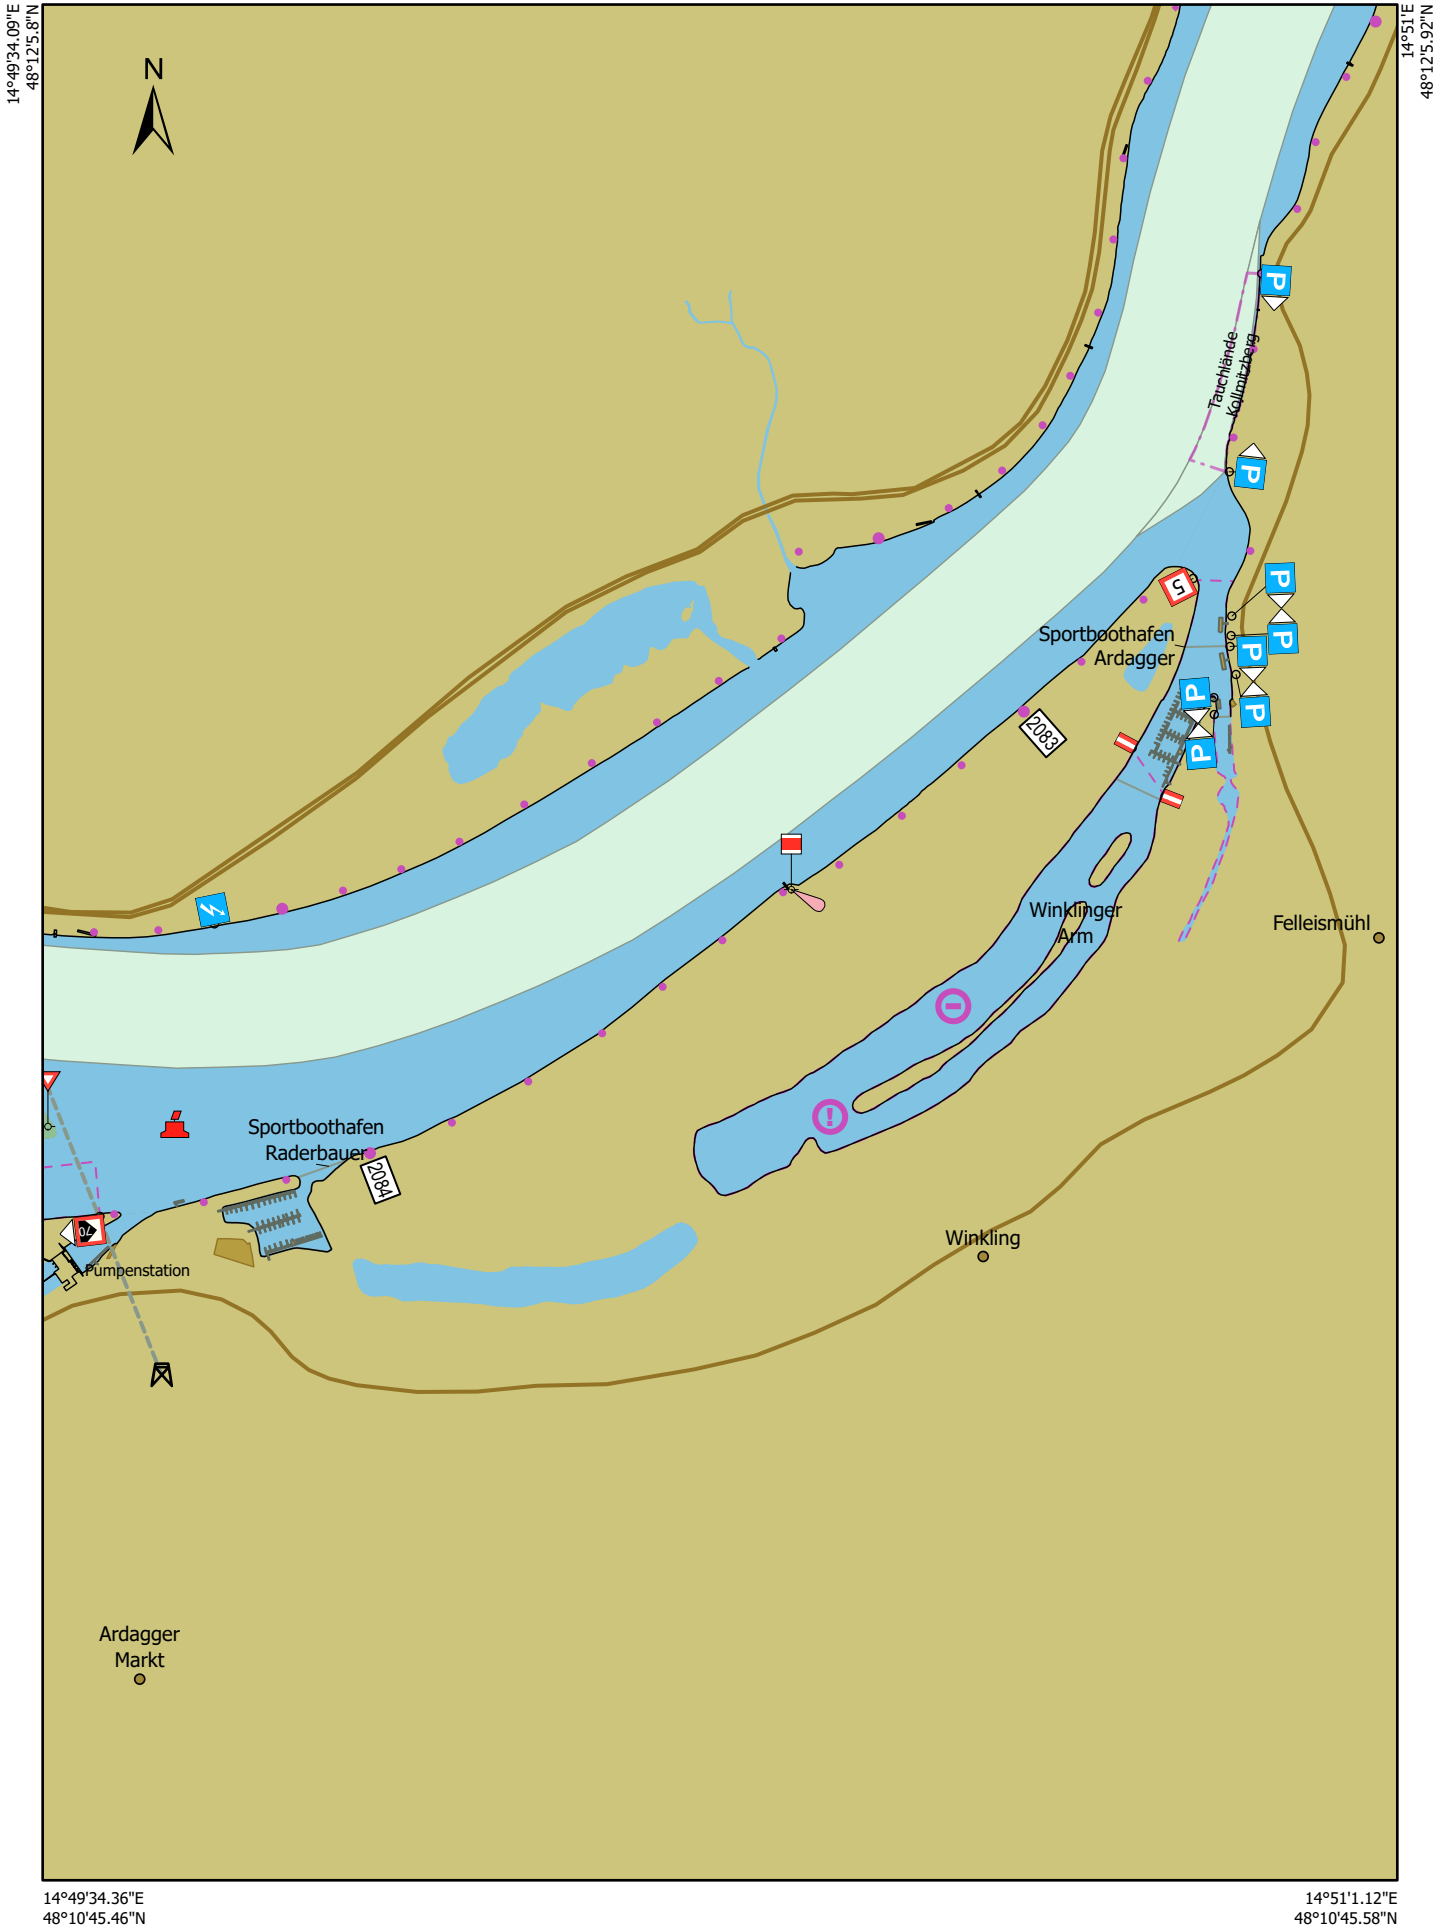 14°49'34.09"E
48°12'5.8"N
14°51'E
48°12'5.92"N
N
P
Tauchlände
Kollmitzberg
P
5
P
P
Sportboothafen
Ardagger
P
P
P
P
2083
Winklinger
Arm
Felleismühl
Sportboothafen
Raderbauer
2084
70
Pumpenstation
Winkling
Ardagger
Markt
14°49'34.36"E
48°10'45.46"N
14°51'1.12"E
48°10'45.58"N